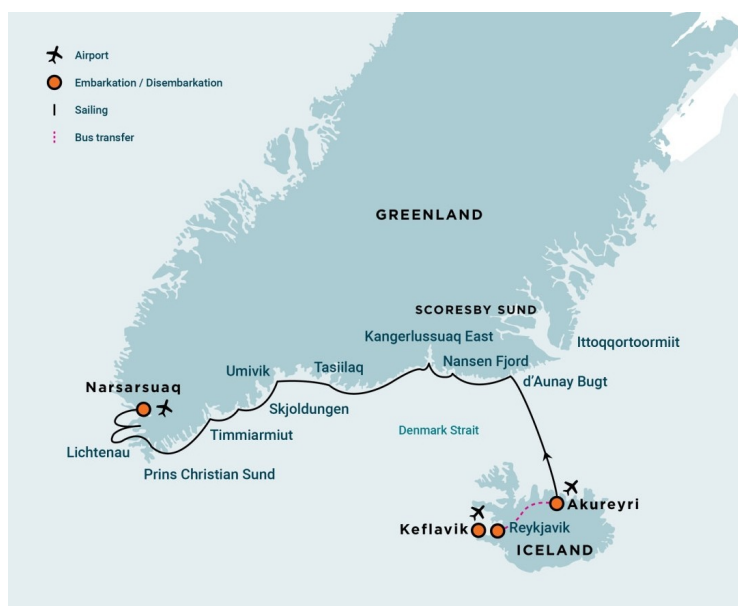 Airport
Embarkation / Disembarkation
Sailing
Bus transfer
GREENLAND
SCORESBY SUND
Kangerlussuaq East
Ittoqqortoormiit
Nansen Fjord
Tasiilaq
Umivik
d'Aunay Bugt
Narsarsuaq
Skjoldungen
Timmiarmiut
Denmark Strait
Lichtenau
Prins Christian Sund
Akureyri
Keflavik
Reykjavik
ICELAND